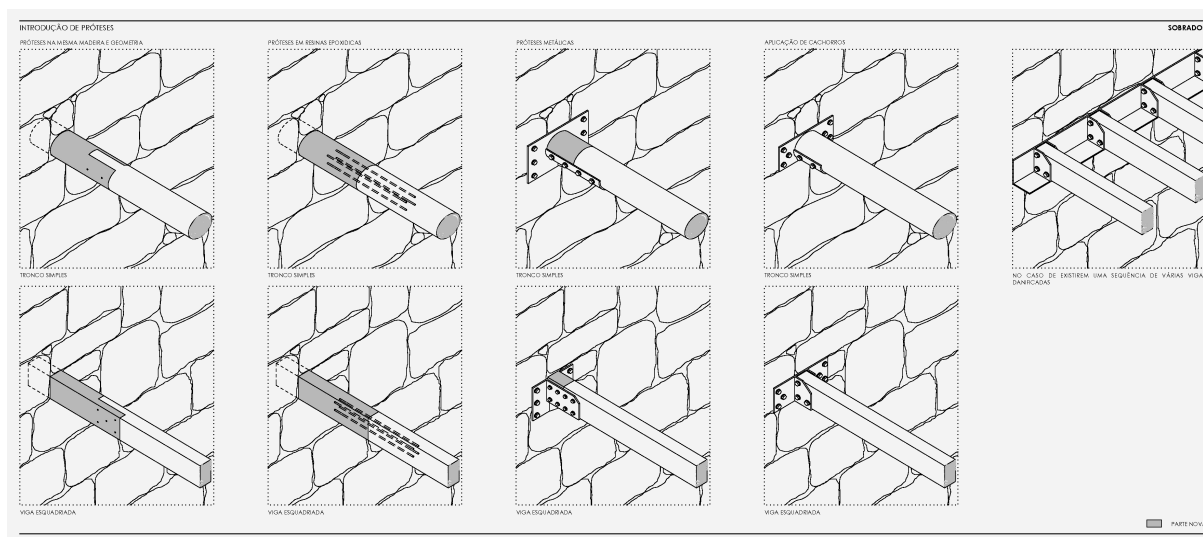 INTRODUÇÃO DE PRÓTESES
SOBRADO
PRÓTESES NA MESMA MADEIRA E GEOMETRIA
PRÓTESES EM RESINAS EPOXIDICAS
PRÓTESES METÁLICAS
APLICAÇÃO DE CACHORROS
TRONCO SIMPLES
TRONCO SIMPLES
TRONCO SIMPLES
TRONCO SIMPLES
NO CASO DE EXISTIREM UMA SEQUÊNCIA DE VÁRIAS VIGA
DANIFICADAS
VIGA ESQUADRIADA
VIGA ESQUADRIADA
VIGA ESQUADRIADA
VIGA ESQUADRIADA
PARTE NOVA